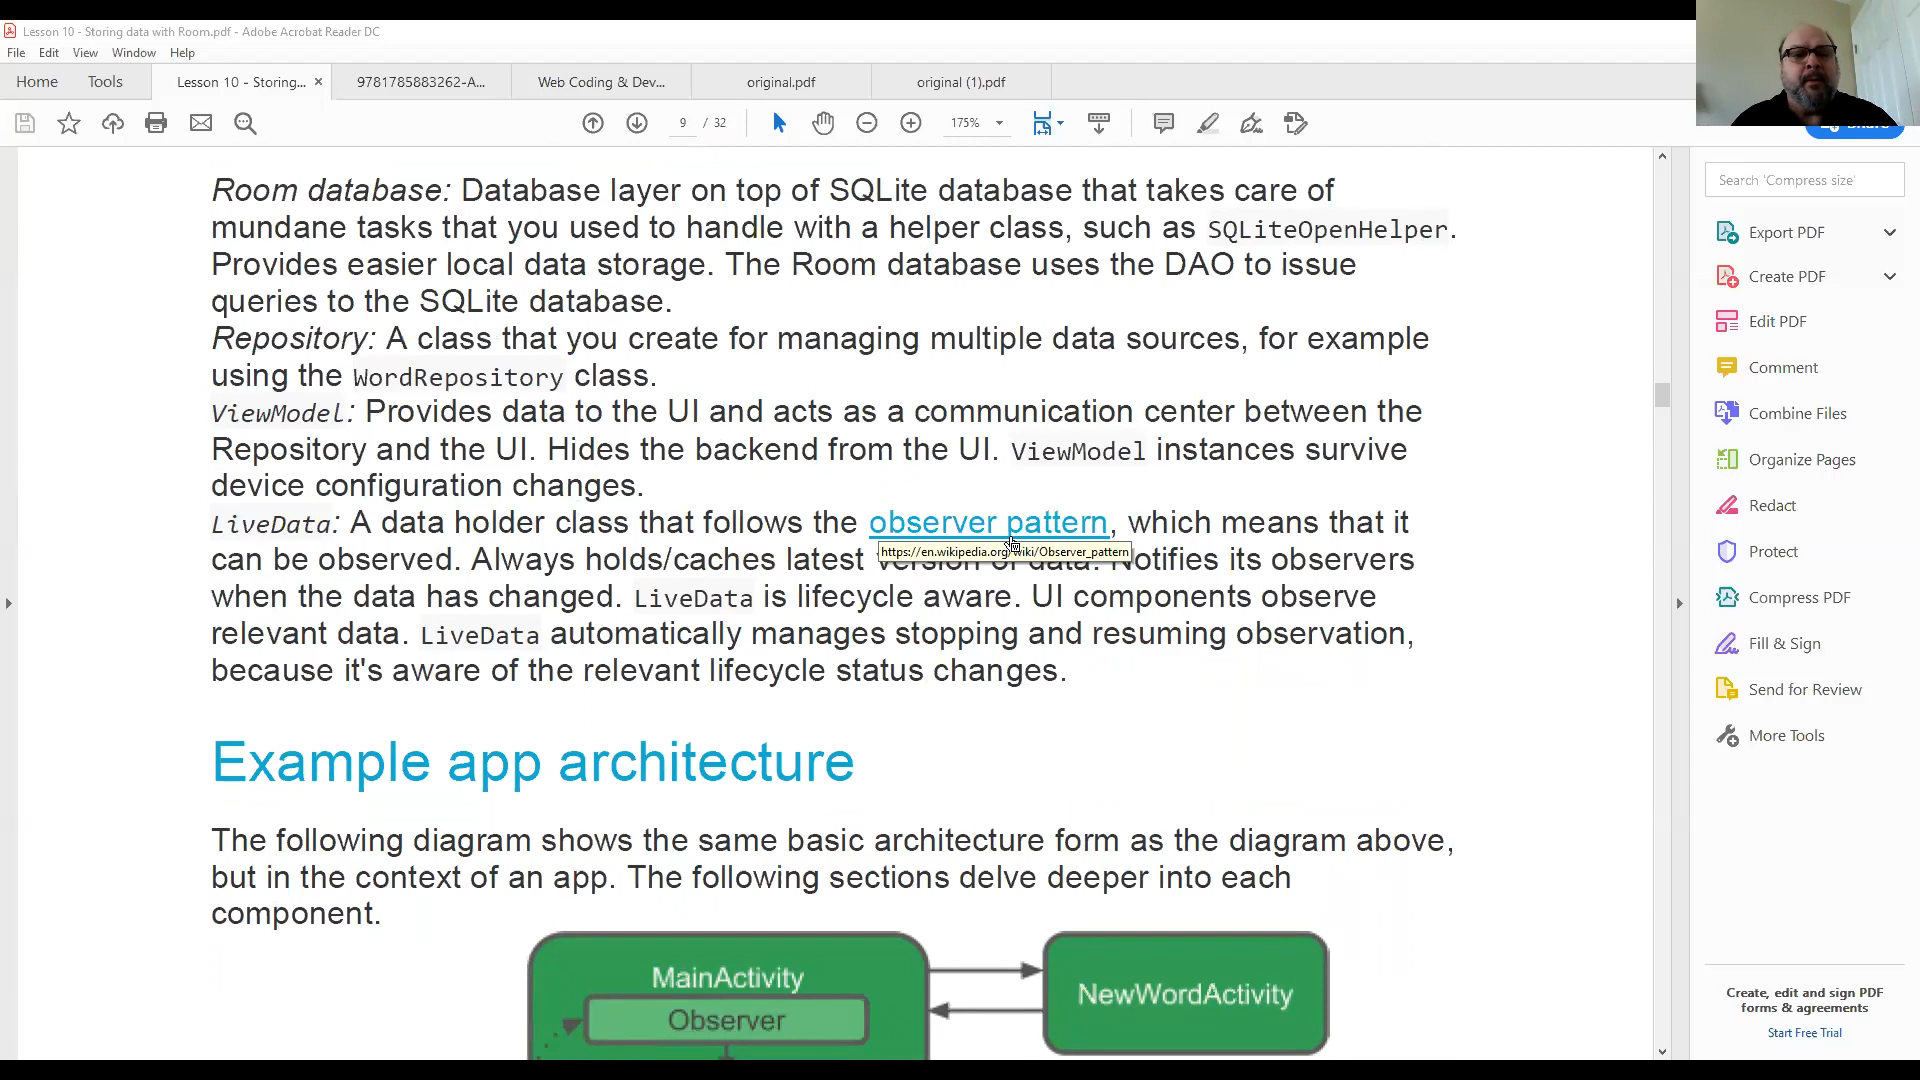 Lesson 10 - Storing data with Room.pdf - Adobe Acrobat Reader DC
File Edit View Window Help
Home Tools Lesson 10 - Storing... × 9781785883262-A... Web Coding & Dev... original.pdf original (1).pdf
9 / 32 175%
Search 'Compress size'
Export PDF
Create PDF
Edit PDF
Comment
Combine Files
Organize Pages
Redact
Protect
Compress PDF
Fill & Sign
Send for Review
More Tools
Create, edit and sign PDF
forms & agreements
Start Free Trial
Room database: Database layer on top of SQLite database that takes care of
mundane tasks that you used to handle with a helper class, such as SQLiteOpenHelper.
Provides easier local data storage. The Room database uses the DAO to issue
queries to the SQLite database.
Repository: A class that you create for managing multiple data sources, for example
using the WordRepository class.
ViewModel: Provides data to the UI and acts as a communication center between the
Repository and the UI. Hides the backend from the UI. ViewModel instances survive
device configuration changes.
LiveData: A data holder class that follows the observer pattern, which means that it
https://en.wikipedia.org/wiki/Observer_pattern
can be observed. Always holds/caches latest version of data. Notifies its observers
when the data has changed. LiveData is lifecycle aware. UI components observe
relevant data. LiveData automatically manages stopping and resuming observation,
because it's aware of the relevant lifecycle status changes.
Example app architecture
The following diagram shows the same basic architecture form as the diagram above,
but in the context of an app. The following sections delve deeper into each
component.
MainActivity
Observer
NewWordActivity